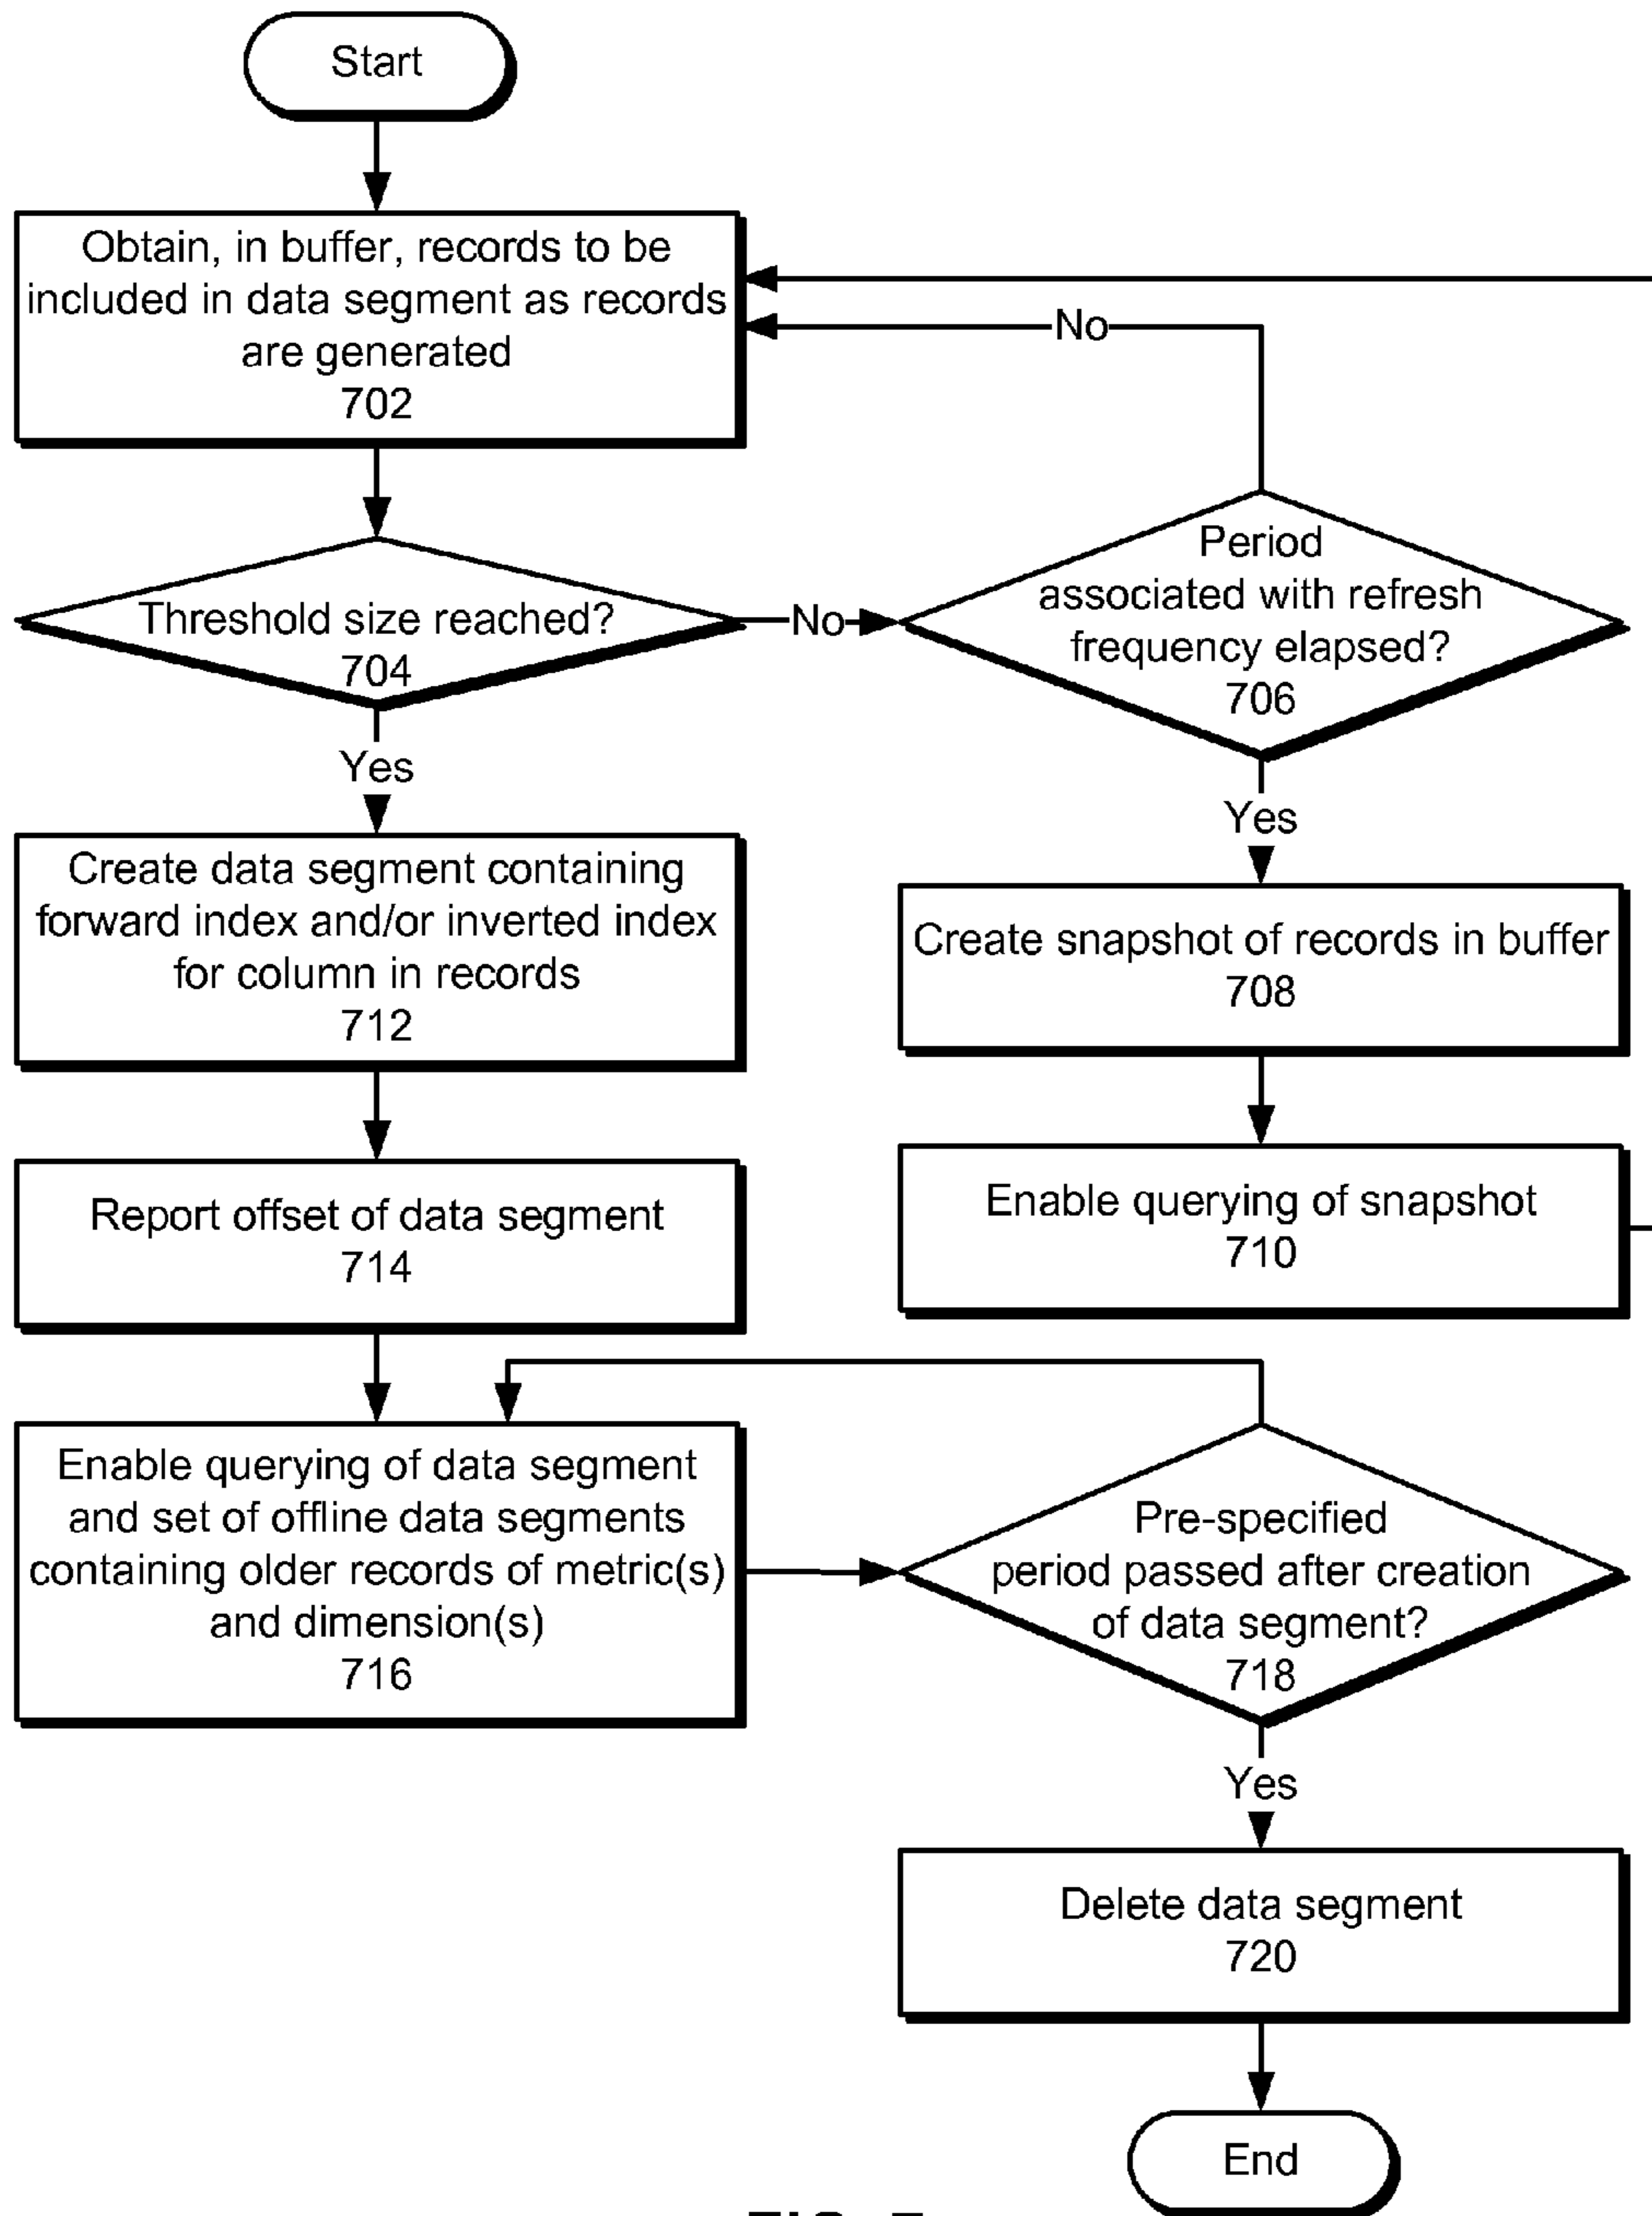 Start
Obtain, in buffer, records to be
included in data segment as records
are generated
702
No
Threshold size reached?
704
No
Period
associated with refresh
frequency elapsed?
706
Yes
Yes
Create data segment containing
forward index and/or inverted index
for column in records
712
Create snapshot of records in buffer
708
Report offset of data segment
714
Enable querying of snapshot
710
Enable querying of data segment
and set of offline data segments
containing older records of metric(s)
and dimension(s)
716
Pre-specified
period passed after creation
of data segment?
718
Yes
Delete data segment
720
End